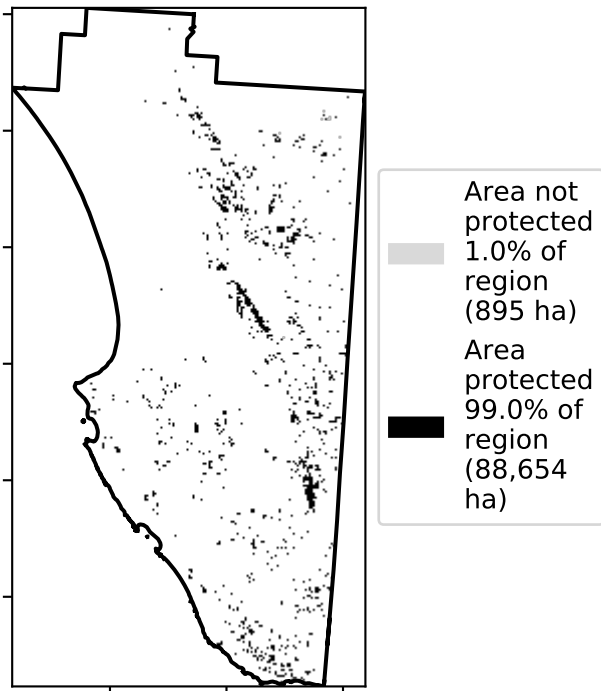 Area not
protected
1.0% of
region
(895 ha)
Area
protected
99.0% of
region
(88,654
ha)